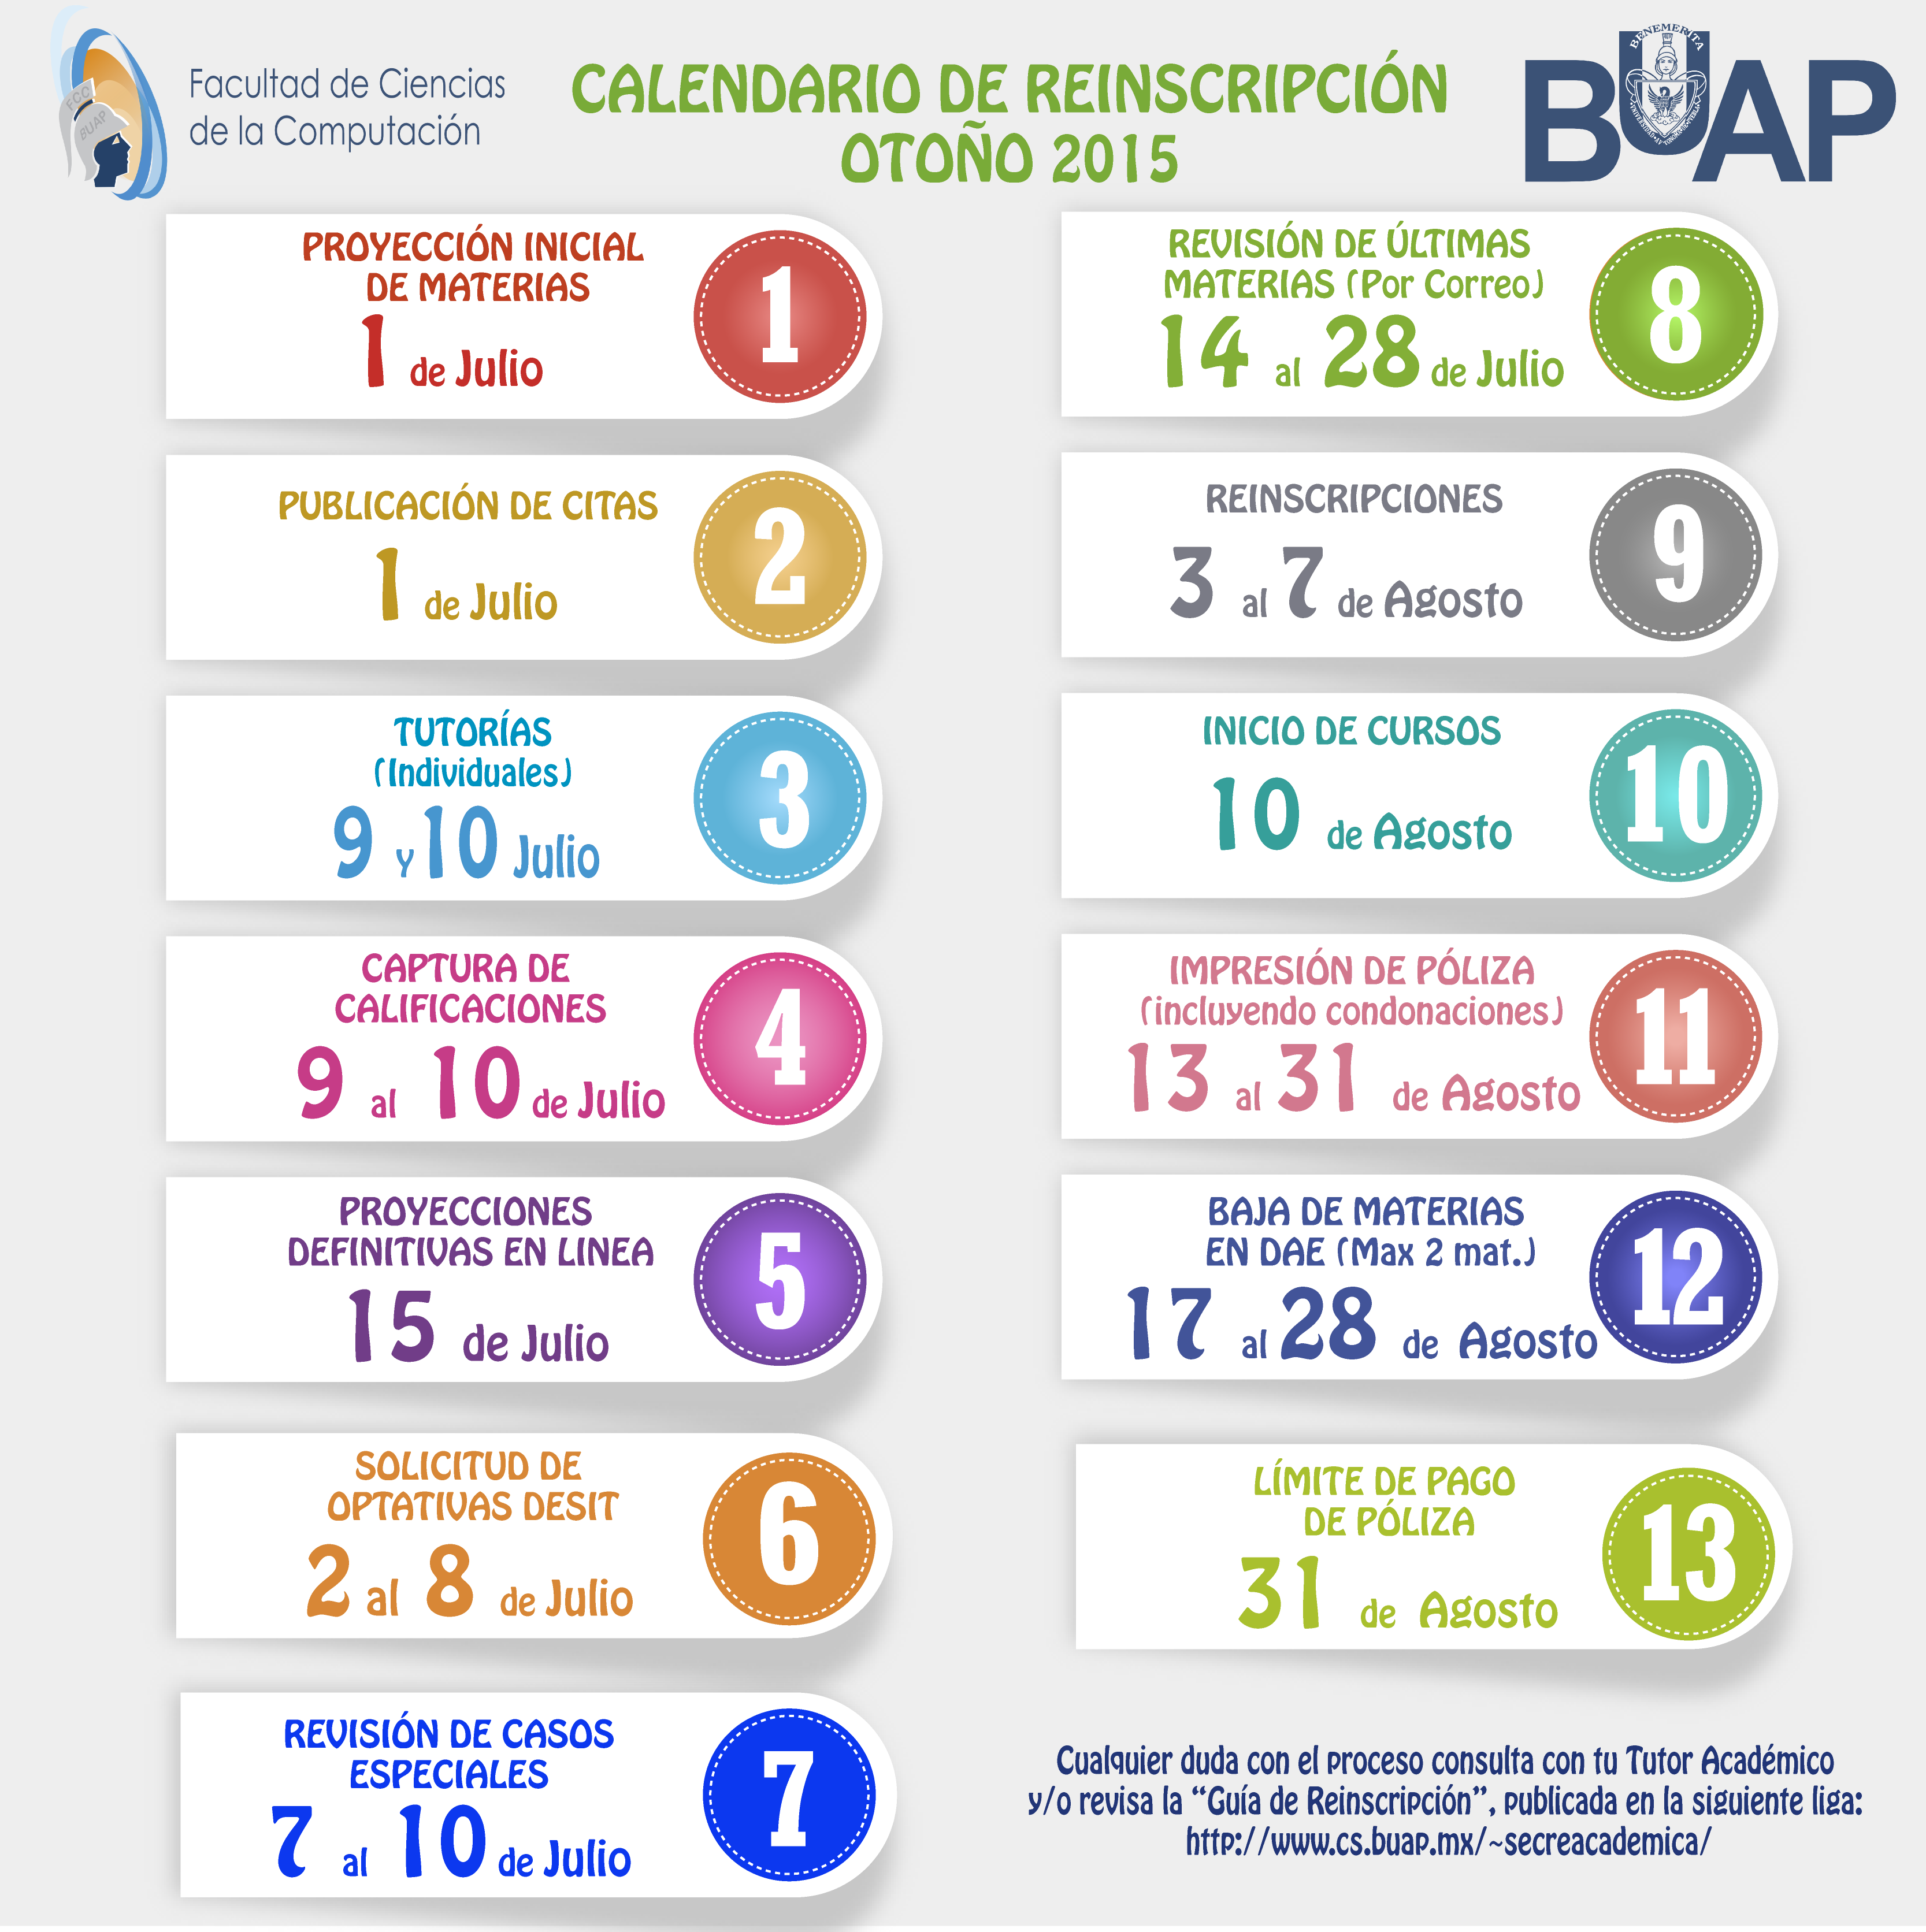 FCC
BUAP
Facultad de Ciencias
de la Computación
CALENDARIO DE REINSCRIPCIÓN
OTOÑO 2015
BENEMERITA
BUAP
PROYECCIÓN INICIAL
DE MATERIAS
1 de Julio
1
PUBLICACIÓN DE CITAS
1 de Julio
2
TUTORÍAS
(Individuales)
9 y 10 Julio
3
CAPTURA DE
CALIFICACIONES
9 al 10 de Julio
4
PROYECCIONES
DEFINITIVAS EN LINEA
15 de Julio
5
SOLICITUD DE
OPTATIVAS DESIT
2 al 8 de Julio
6
REVISIÓN DE CASOS
ESPECIALES
7 al 10 de Julio
7
REVISIÓN DE ÚLTIMAS
MATERIAS (Por Correo)
14 al 28 de Julio
8
REINSCRIPCIONES
3 al 7 de Agosto
9
INICIO DE CURSOS
10 de Agosto
10
IMPRESIÓN DE PÓLIZA
(incluyendo condonaciones)
13 al 31 de Agosto
11
BAJA DE MATERIAS
EN DAE (Max 2 mat.)
17 al 28 de Agosto
12
LÍMITE DE PAGO
DE PÓLIZA
31 de Agosto
13
Cualquier duda con el proceso consulta con tu Tutor Académico
y/o revisa la “Guía de Reinscripción”, publicada en la siguiente liga:
http://www.cs.buap.mx/~secreacademica/